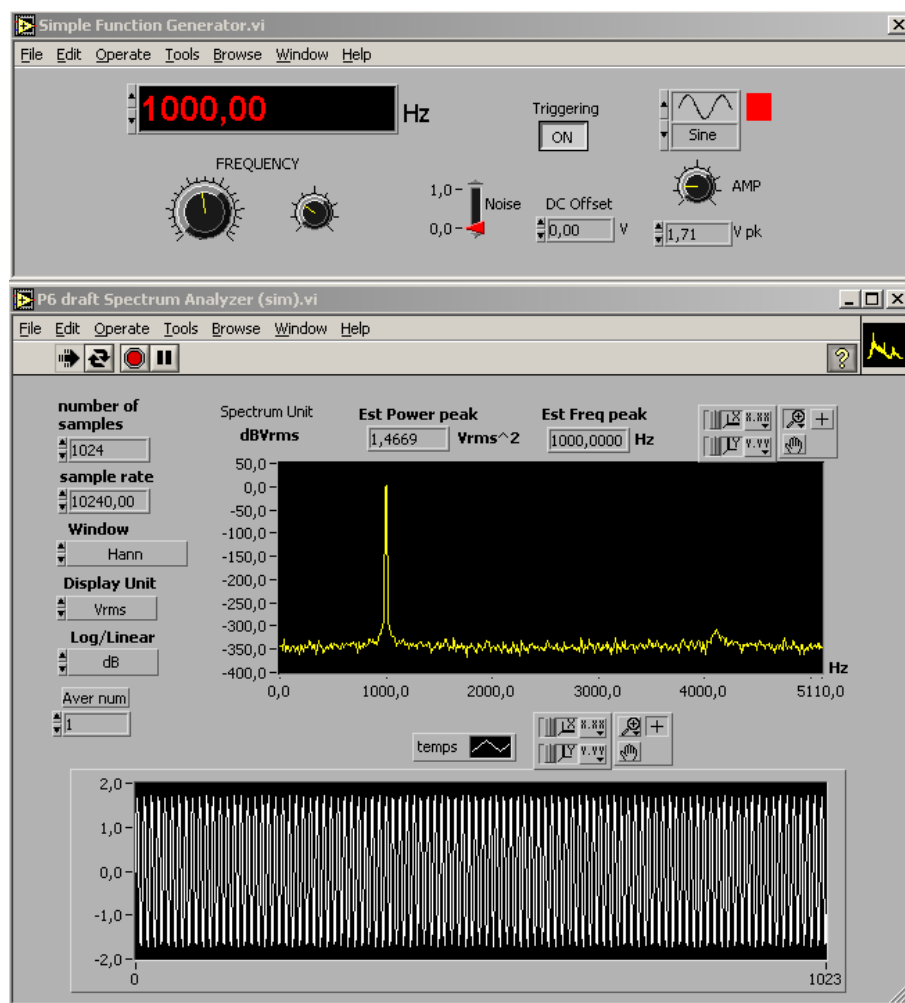 Simple Function Generator.vi
File Edit Operate Tools Browse Window Help
1000,00 Hz
Triggering
ON
Sine
FREQUENCY
AMP
1,0
Noise
0,0
DC Offset
0,00 V
1,71 V pk
P6 draft Spectrum Analyzer (sim).vi
File Edit Operate Tools Browse Window Help
?
number of
samples
1024
sample rate
10240,00
Window
Hann
Display Unit
Vrms
Log/Linear
dB
Aver num
1
Spectrum Unit
dBVrms
Est Power peak
1,4669 Vrms^2
Est Freq peak
1000,0000 Hz
X X.XX
Y Y.YY
50,0
0,0
-50,0
-100,0
-150,0
-200,0
-250,0
-300,0
-350,0
-400,0
Hz
0,0 1000,0 2000,0 3000,0 4000,0 5110,0
temps
X X.XX
Y Y.YY
2,0
1,0
0,0
-1,0
-2,0
0 1023